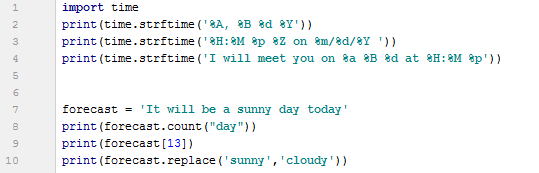 1 import time
2 print(time.strftime('%A, %B %d %Y'))
3 print(time.strftime('%H:%M %p %Z on %m/%d/%Y '))
4 print(time.strftime('I will meet you on %a %B %d at %H:%M %p'))
5
6
7 forecast = 'It will be a sunny day today'
8 print(forecast.count("day"))
9 print(forecast[13])
10 print(forecast.replace('sunny','cloudy'))